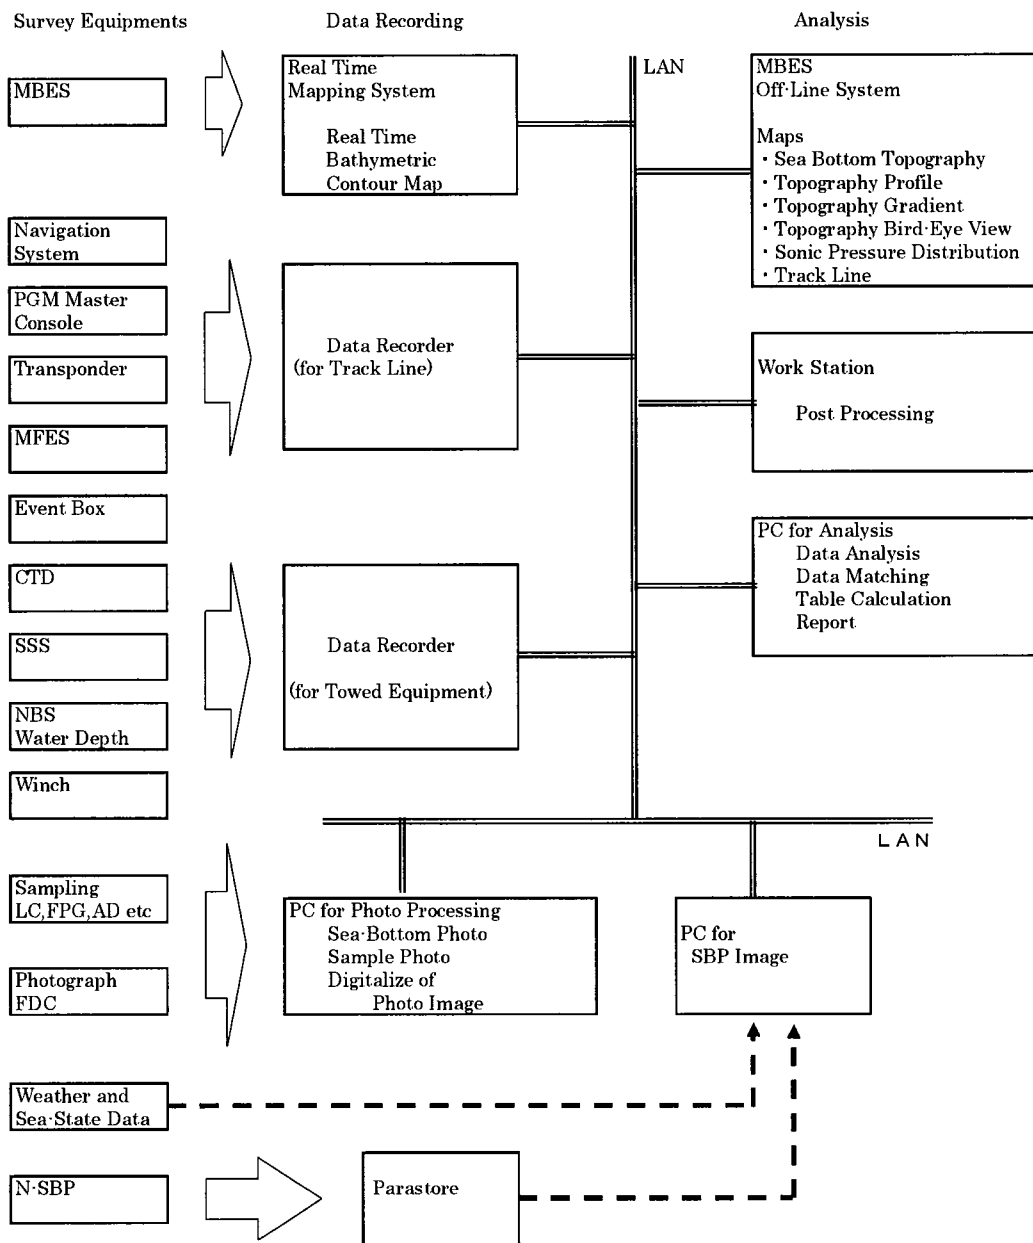 Survey Equipments
Data Recording
Analysis
MBES
Real Time
Mapping System
Real Time
Bathymetric
Contour Map
LAN
MBES
Off-Line System
Maps
・Sea Bottom Topography
・Topography Profile
・Topography Gradient
・Topography Bird-Eye View
・Sonic Pressure Distribution
・Track Line
Navigation
System
PGM Master
Console
Transponder
MFES
Data Recorder
(for Track Line)
Work Station
Post Processing
Event Box
CTD
SSS
NBS
Water Depth
Winch
Data Recorder
(for Towed Equipment)
PC for Analysis
Data Analysis
Data Matching
Table Calculation
Report
LAN
Sampling
LC,FPG,AD etc
Photograph
FDC
PC for Photo Processing
Sea-Bottom Photo
Sample Photo
Digitalize of
Photo Image
PC for
SBP Image
Weather and
Sea-State Data
N-SBP
Parastore